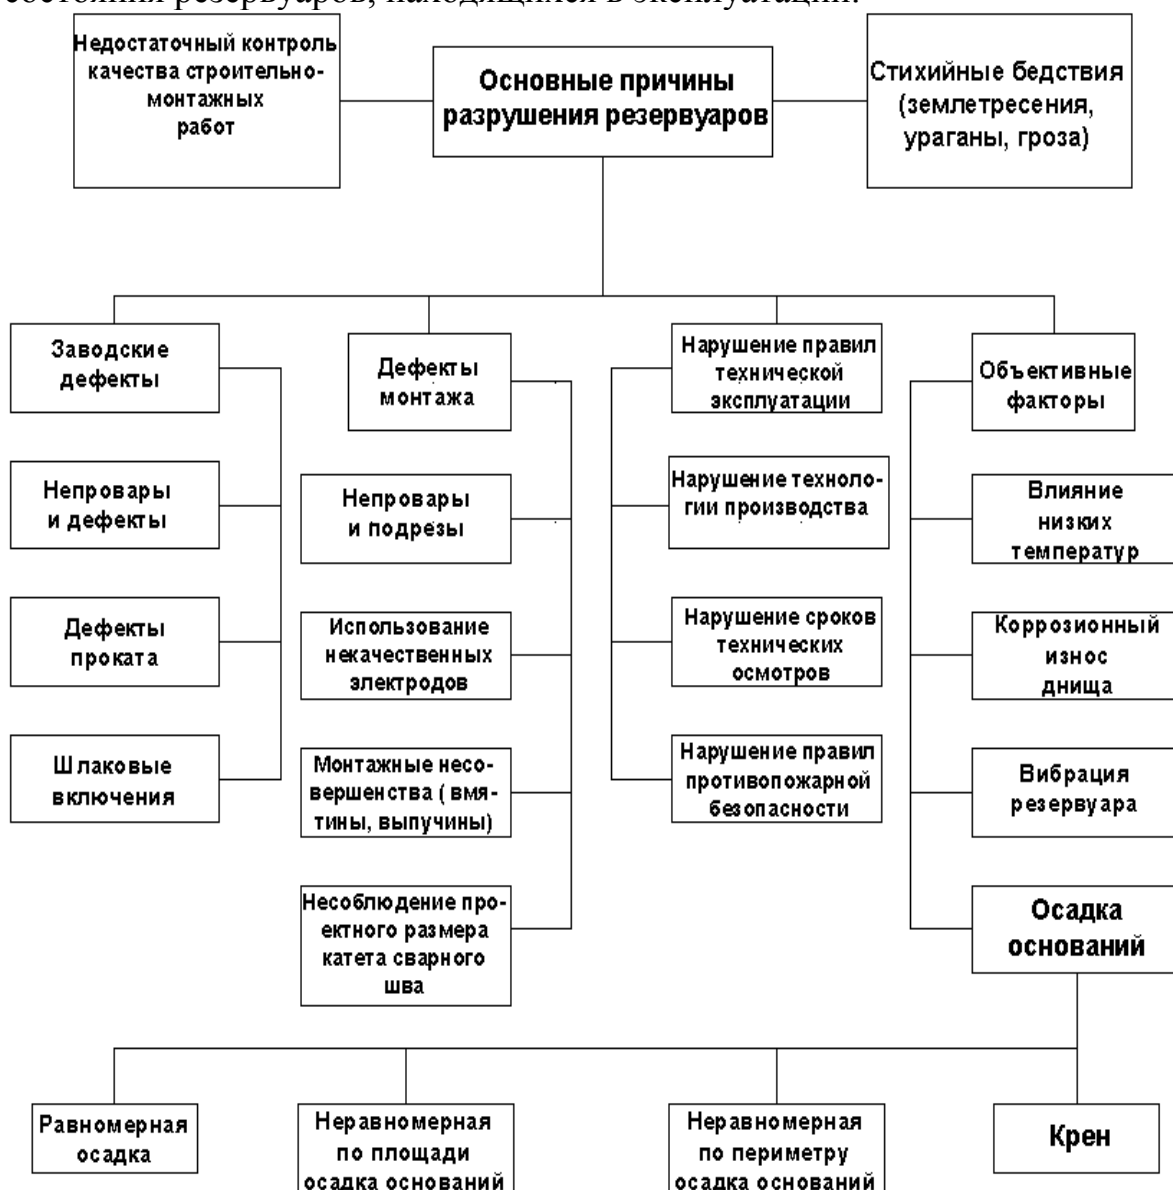 состояния резервуаров, находящихся в эксплуатации.
Недостаточный контроль
качества строительно-
монтажных
работ
Основные причины
разрушения резервуаров
Стихийные бедствия
(землетресения,
ураганы, гроза)
Заводские
дефекты
Непровары
и дефекты
Дефекты
проката
Шлаковые
включения
Дефекты
монтажа
Непровары
и подрезы
Использование
некачественных
электродов
Монтажные несо-
вершенства ( вмя-
тины, выпучины)
Несоблюдение про-
ектного размера
катета сварного
шва
Нарушение правил
технической
эксплуатации
Нарушение техноло-
гии производства
Нарушение сроков
технических
осмотров
Нарушение правил
противопожарной
безопасности
Объективные
факторы
Влияние
низких
температур
Коррозионный
износ
днища
Вибрация
резервуара
Осадка
оснований
Равномерная
осадка
Неравномерная
по площади
осадка оснований
Неравномерная
по периметру
осадка оснований
Крен